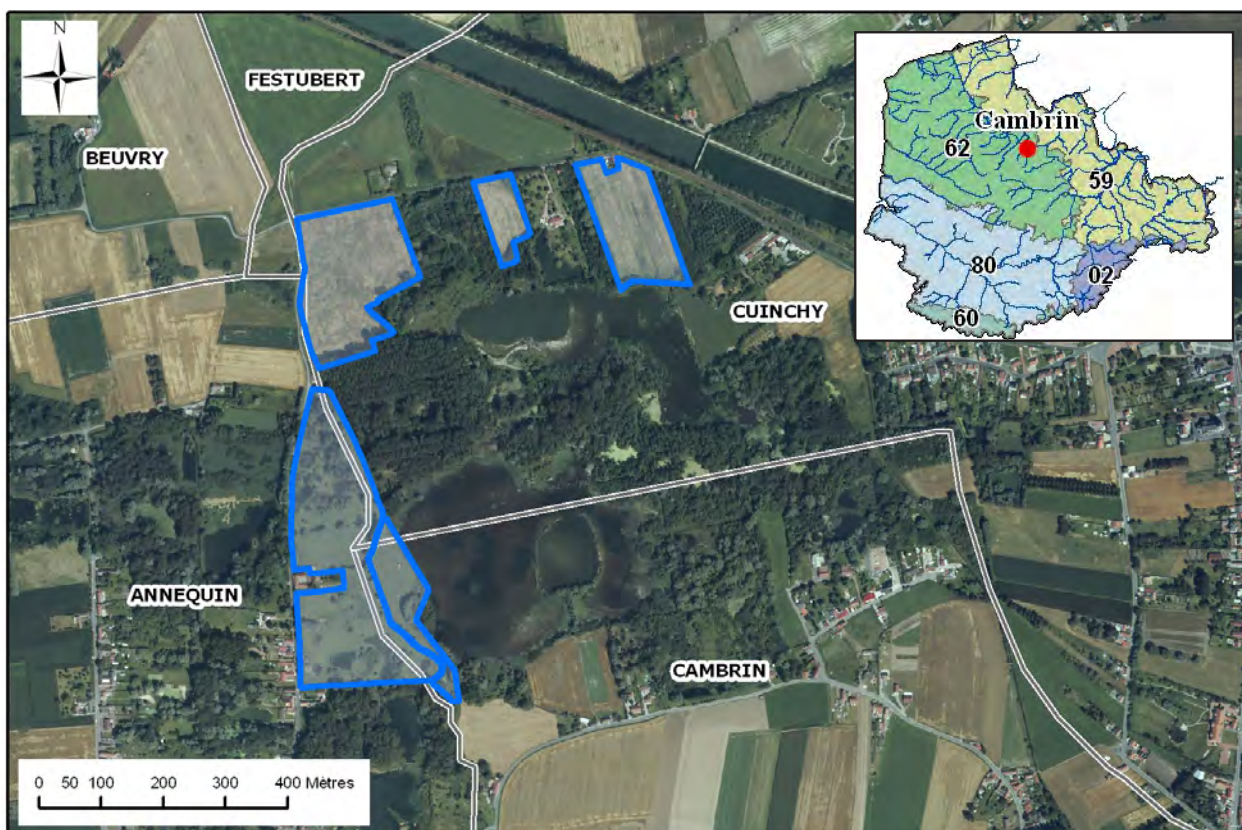 N
FESTUBERT
BEUVRY
Cambrin
62
59
80
02
60
CUINCHY
ANNEQUIN
CAMBRIN
0 50 100 200 300 400 Mètres